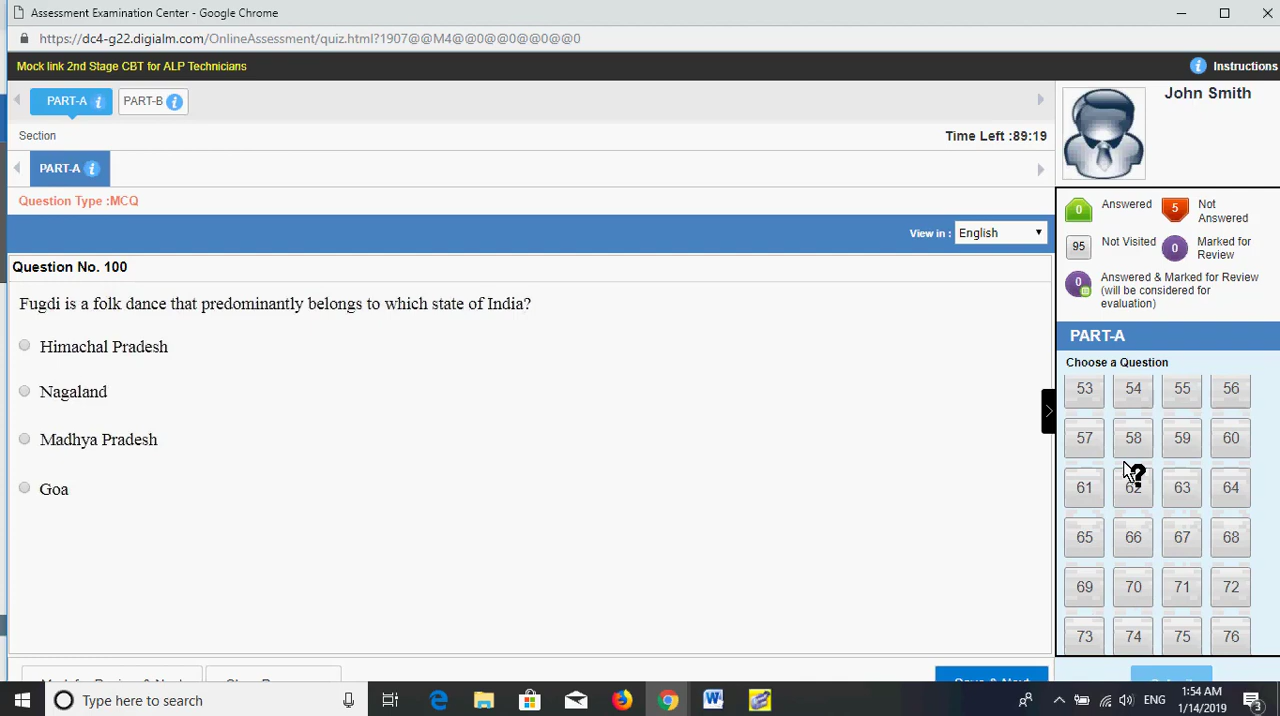 Assessment Examination Center - Google Chrome
https://dc4-g22.digialm.com/OnlineAssessment/quiz.html?1907@@M4@@0@@0@@0@@0
Mock link 2nd Stage CBT for ALP Technicians
Instructions
PART-A i PART-B i
John Smith
Section
Time Left :89:19
PART-A i
Question Type :MCQ
0 Answered 5 Not Answered
View in : English
95 Not Visited 0 Marked for Review
Question No. 100
0 Answered & Marked for Review
(will be considered for
evaluation)
Fugdi is a folk dance that predominantly belongs to which state of India?
Himachal Pradesh
Nagaland
Madhya Pradesh
Goa
PART-A
Choose a Question
53 54 55 56
57 58 59 60
61 62 63 64
65 66 67 68
69 70 71 72
73 74 75 76
Save & Next
Type here to search
ENG
1:54 AM
1/14/2019
3